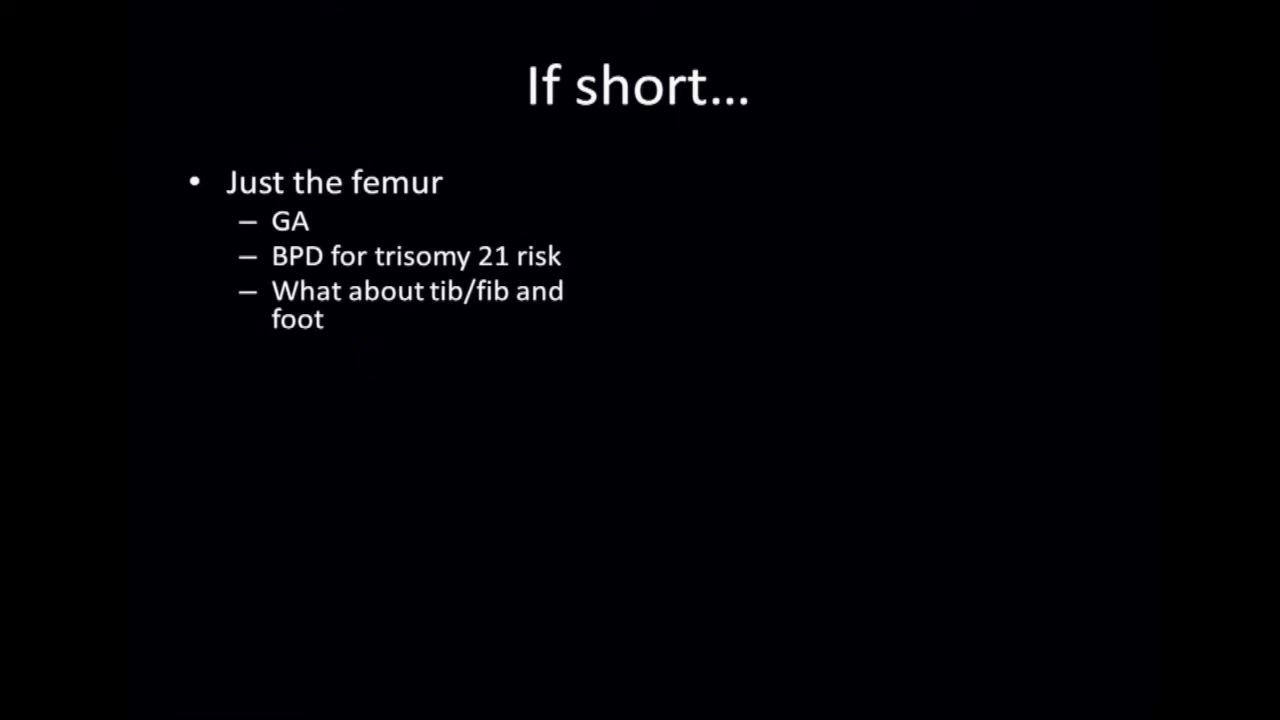 If short...
• Just the femur
– GA
– BPD for trisomy 21 risk
– What about tib/fib and
foot